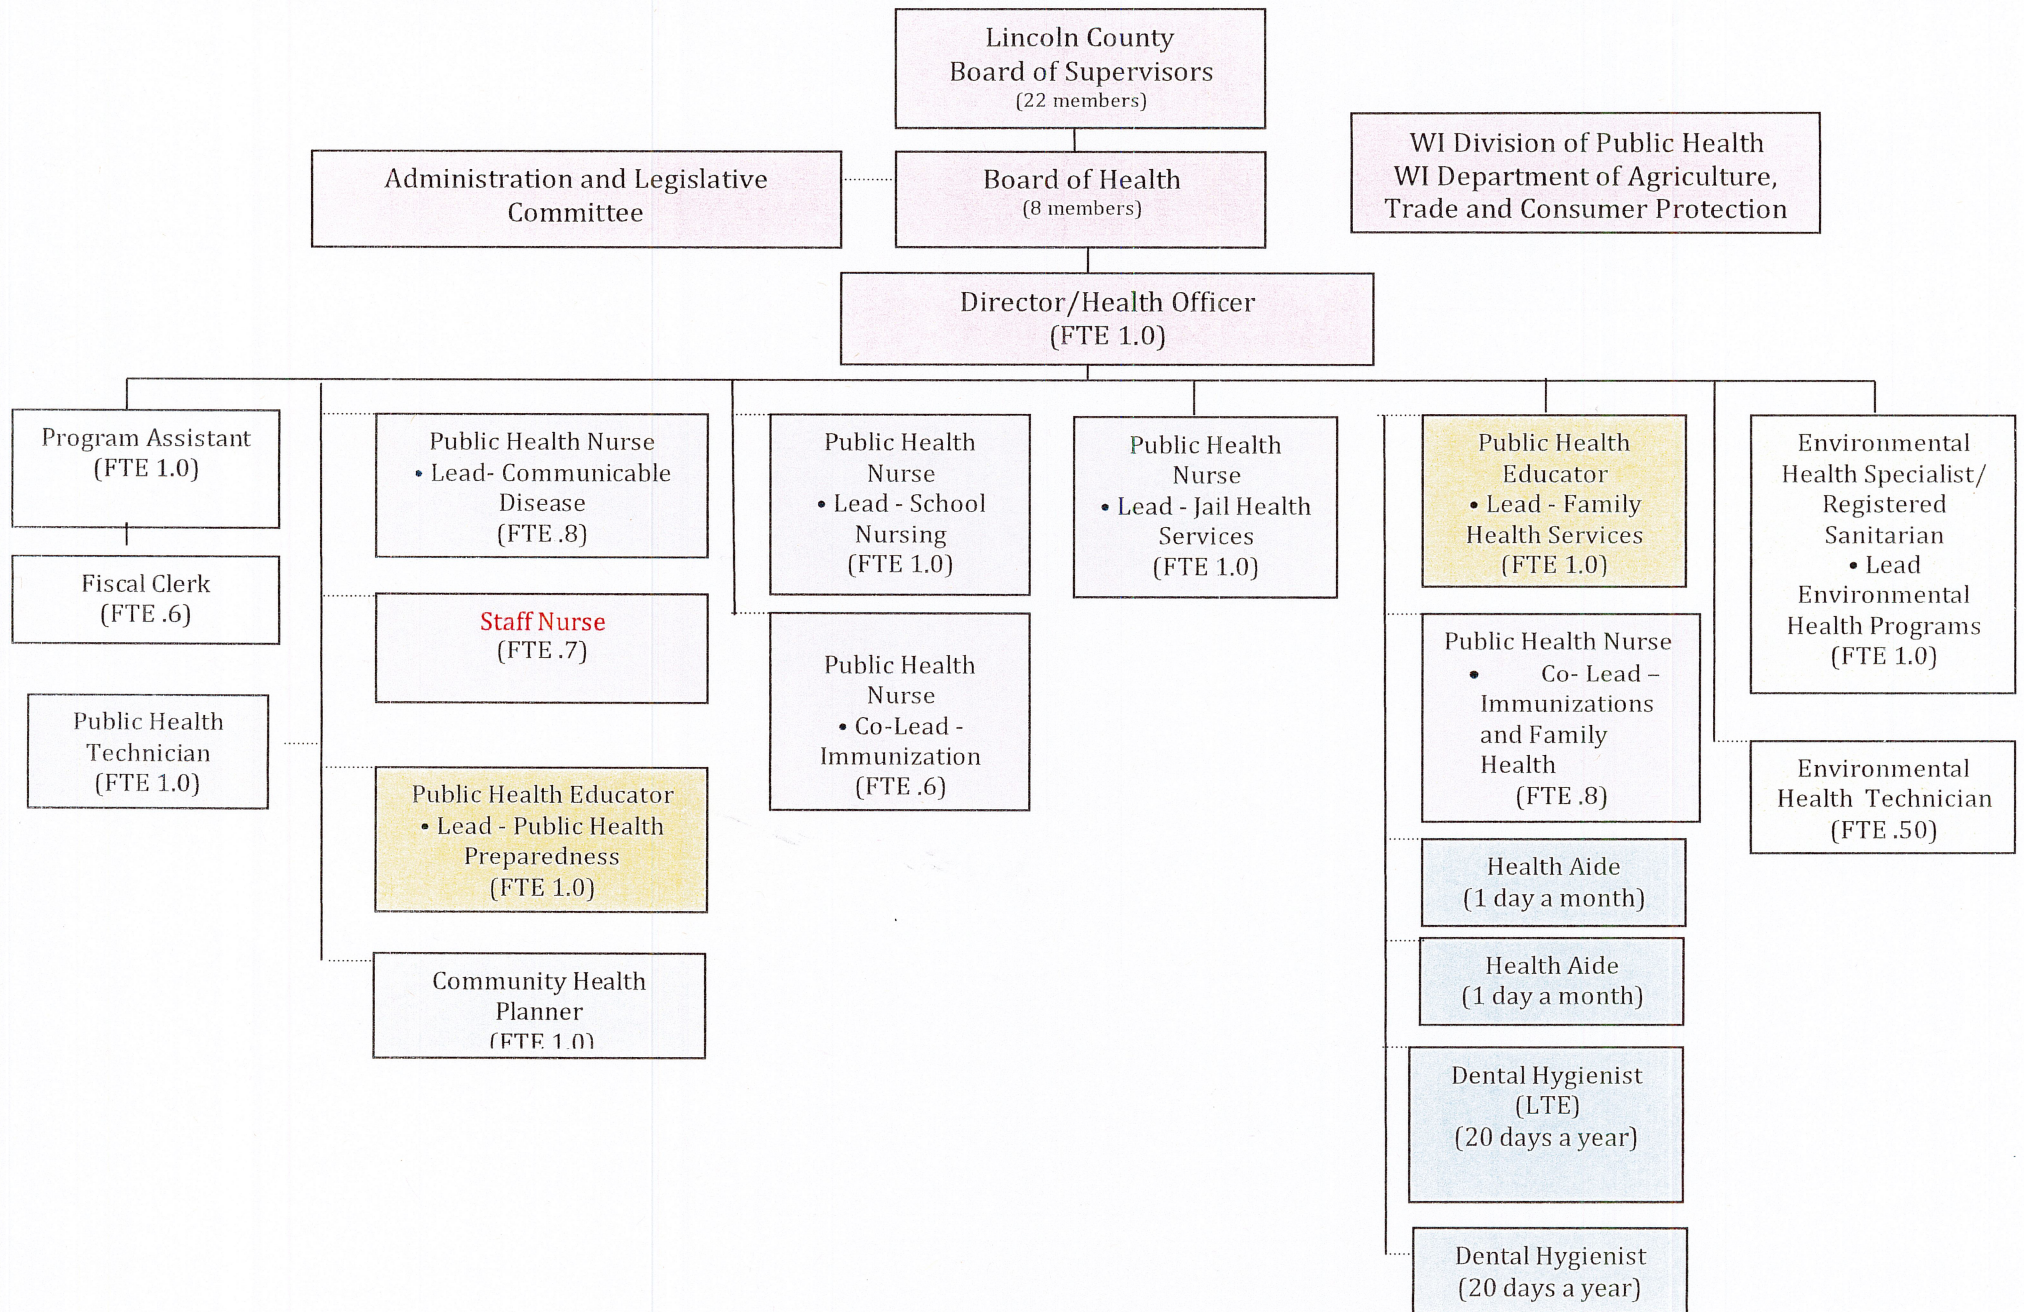 Lincoln County
Board of Supervisors
(22 members)
WI Division of Public Health
WI Department of Agriculture,
Trade and Consumer Protection
Administration and Legislative
Committee
Board of Health
(8 members)
Director/Health Officer
(FTE 1.0)
Program Assistant
(FTE 1.0)
Fiscal Clerk
(FTE .6)
Public Health
Technician
(FTE 1.0)
Public Health Nurse
• Lead- Communicable
Disease
(FTE .8)
Staff Nurse
(FTE .7)
Public Health Educator
• Lead - Public Health
Preparedness
(FTE 1.0)
Community Health
Planner
(FTE 1.0)
Public Health
Nurse
• Lead - School
Nursing
(FTE 1.0)
Public Health
Nurse
• Co-Lead -
Immunization
(FTE .6)
Public Health
Nurse
• Lead - Jail Health
Services
(FTE 1.0)
Public Health
Educator
• Lead - Family
Health Services
(FTE 1.0)
Public Health Nurse
• Co- Lead –
Immunizations
and Family
Health
(FTE .8)
Health Aide
(1 day a month)
Health Aide
(1 day a month)
Dental Hygienist
(LTE)
(20 days a year)
Dental Hygienist
(20 days a year)
Environmental
Health Specialist/
Registered
Sanitarian
• Lead
Environmental
Health Programs
(FTE 1.0)
Environmental
Health Technician
(FTE .50)